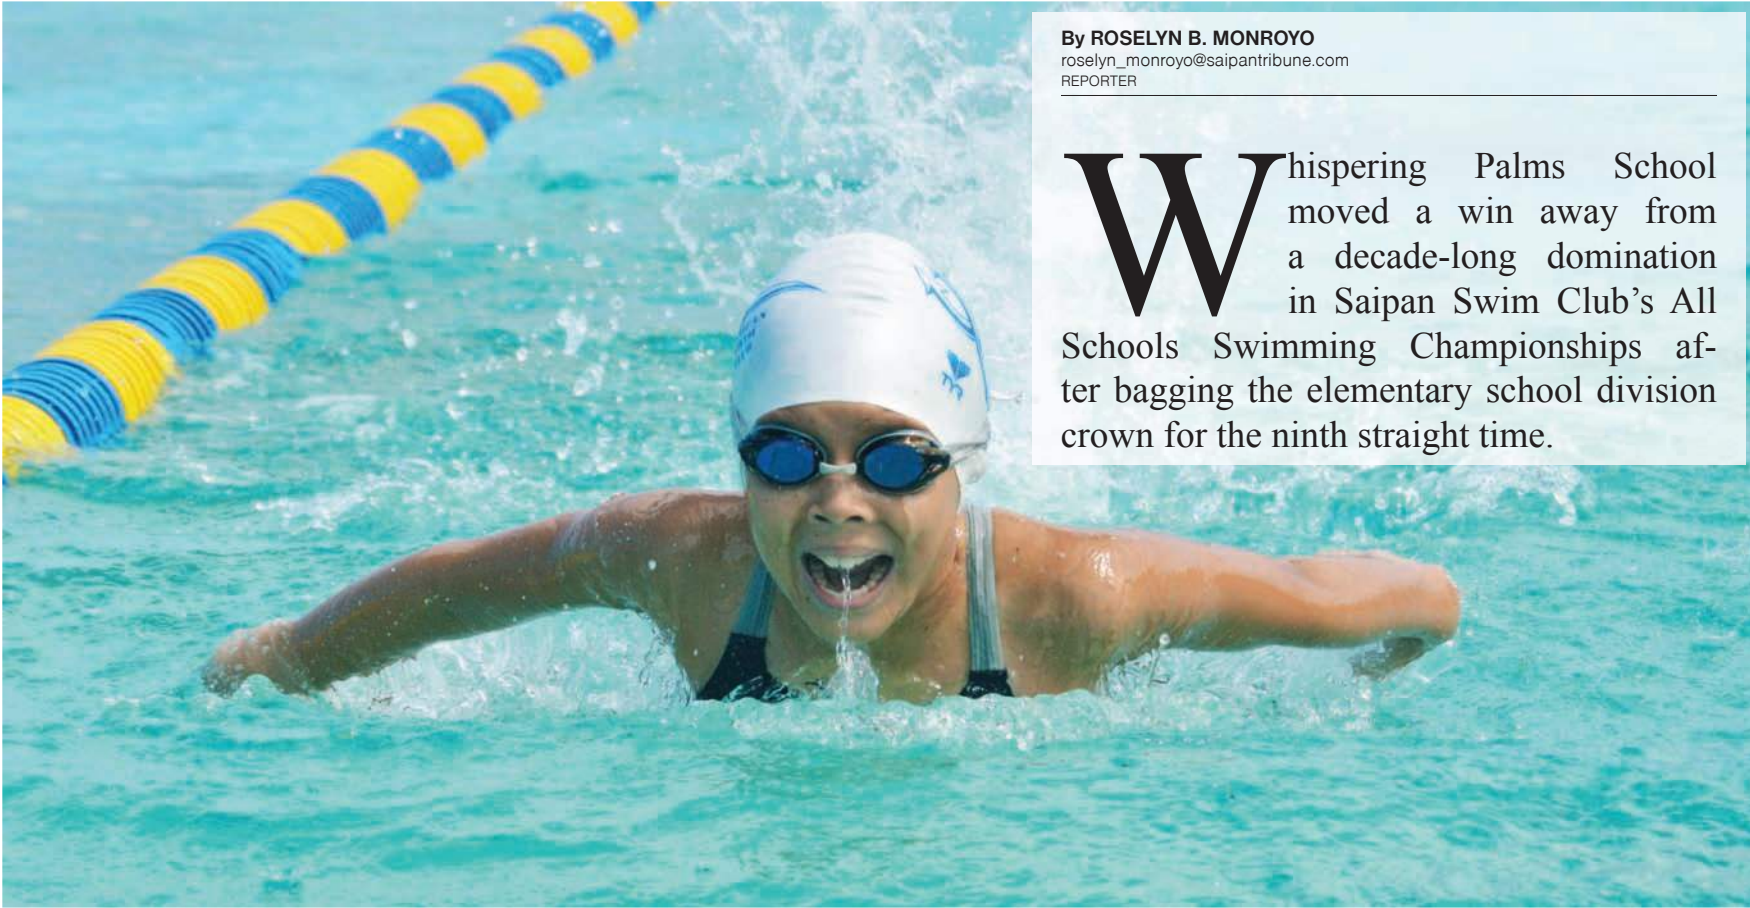 By ROSELYN B. MONROYO
roselyn_monroyo@saipantribune.com
REPORTER
Whispering Palms School
moved a win away from
a decade-long domination
in Saipan Swim Club’s All
Schools Swimming Championships af-
ter bagging the elementary school division
crown for the ninth straight time.